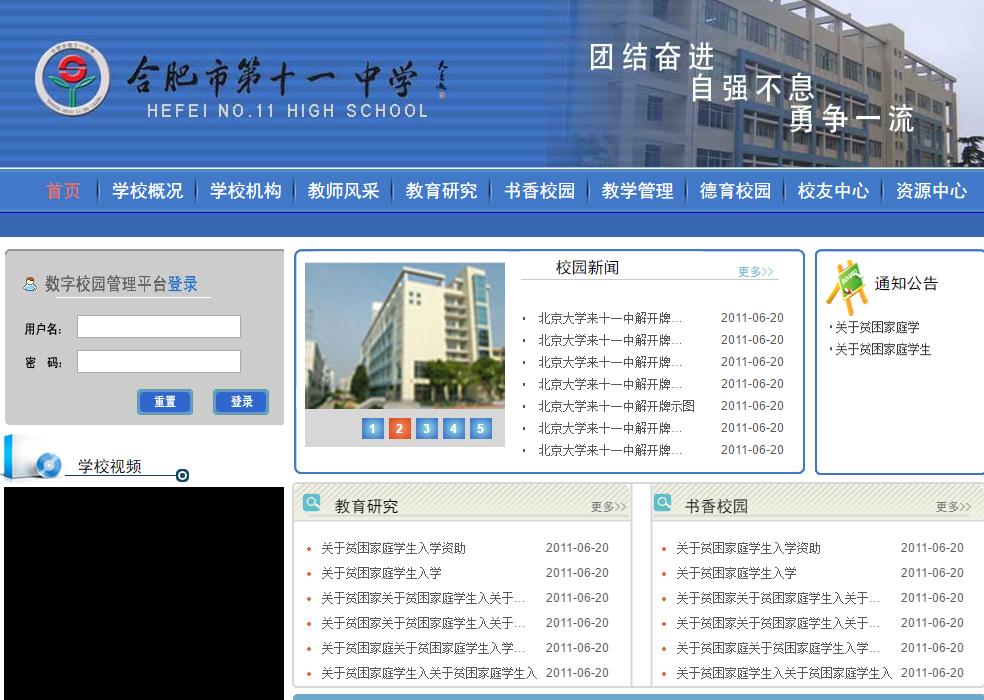 合肥市第十一中学
HEFEI NO.11 HIGH SCHOOL
团结奋进
自强不息
勇争一流
首页 学校概况 学校机构 教师风采 教育研究 书香校园 教学管理 德育校园 校友中心 资源中心
数字校园管理平台登录
用户名:
密 码:
重置 登录
学校视频
校园新闻 更多>>
· 北京大学来十一中解开牌... 2011-06-20
· 北京大学来十一中解开牌... 2011-06-20
· 北京大学来十一中解开牌... 2011-06-20
· 北京大学来十一中解开牌... 2011-06-20
· 北京大学来十一中解开牌示图 2011-06-20
· 北京大学来十一中解开牌... 2011-06-20
· 北京大学来十一中解开牌... 2011-06-20
1 2 3 4 5
通知公告
·关于贫困家庭学
·关于贫困家庭学生
教育研究 更多>>
关于贫困家庭学生入学资助 2011-06-20
关于贫困家庭学生入学 2011-06-20
关于贫困家关于贫困家庭学生入关于... 2011-06-20
关于贫困家关于贫困家庭学生入关于... 2011-06-20
关于贫困家庭关于贫困家庭学生入学... 2011-06-20
关于贫困家庭学生入关于贫困家庭学生入 2011-06-20
书香校园 更多>>
关于贫困家庭学生入学资助 2011-06-20
关于贫困家庭学生入学 2011-06-20
关于贫困家关于贫困家庭学生入关于... 2011-06-20
关于贫困家关于贫困家庭学生入关于... 2011-06-20
关于贫困家庭关于贫困家庭学生入学... 2011-06-20
关于贫困家庭学生入关于贫困家庭学生入 2011-06-20